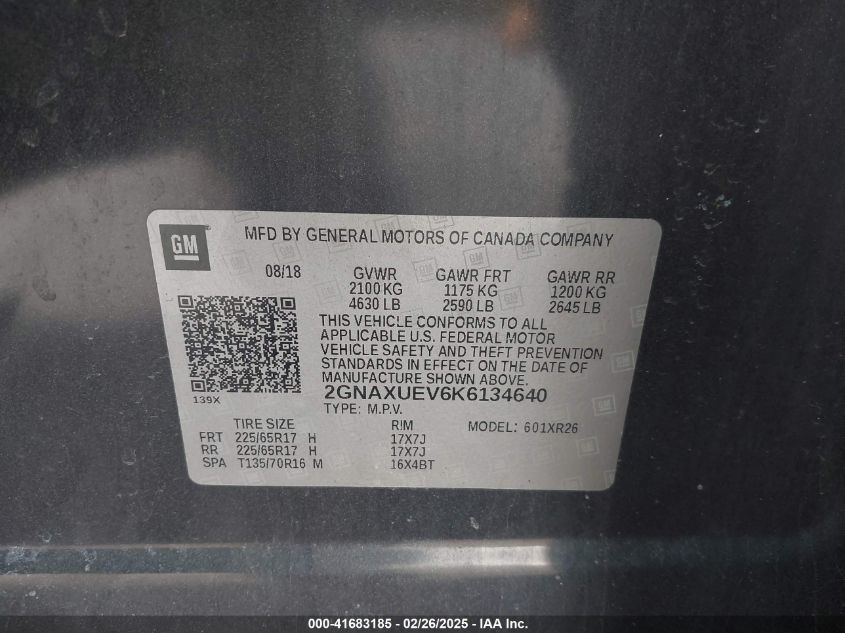 GM
MFD BY GENERAL MOTORS OF CANADA COMPANY
08/18 GVWR GAWR FRT GAWR RR
2100 KG 1175 KG 1200 KG
4630 LB 2590 LB 2645 LB
THIS VEHICLE CONFORMS TO ALL
APPLICABLE U.S. FEDERAL MOTOR
VEHICLE SAFETY AND THEFT PREVENTION
STANDARDS IN EFFECT ON THE DATE OF
MANUFACTURE SHOWN ABOVE.
139X
2GNAXUEV6K6134640
TYPE: M.P.V.
TIRE SIZE RIM MODEL: 601XR26
FRT 225/65R17 H 17X7J
RR 225/65R17 H 17X7J
SPA T135/70R16 M 16X4BT
000-41683185 - 02/26/2025 - IAA Inc.